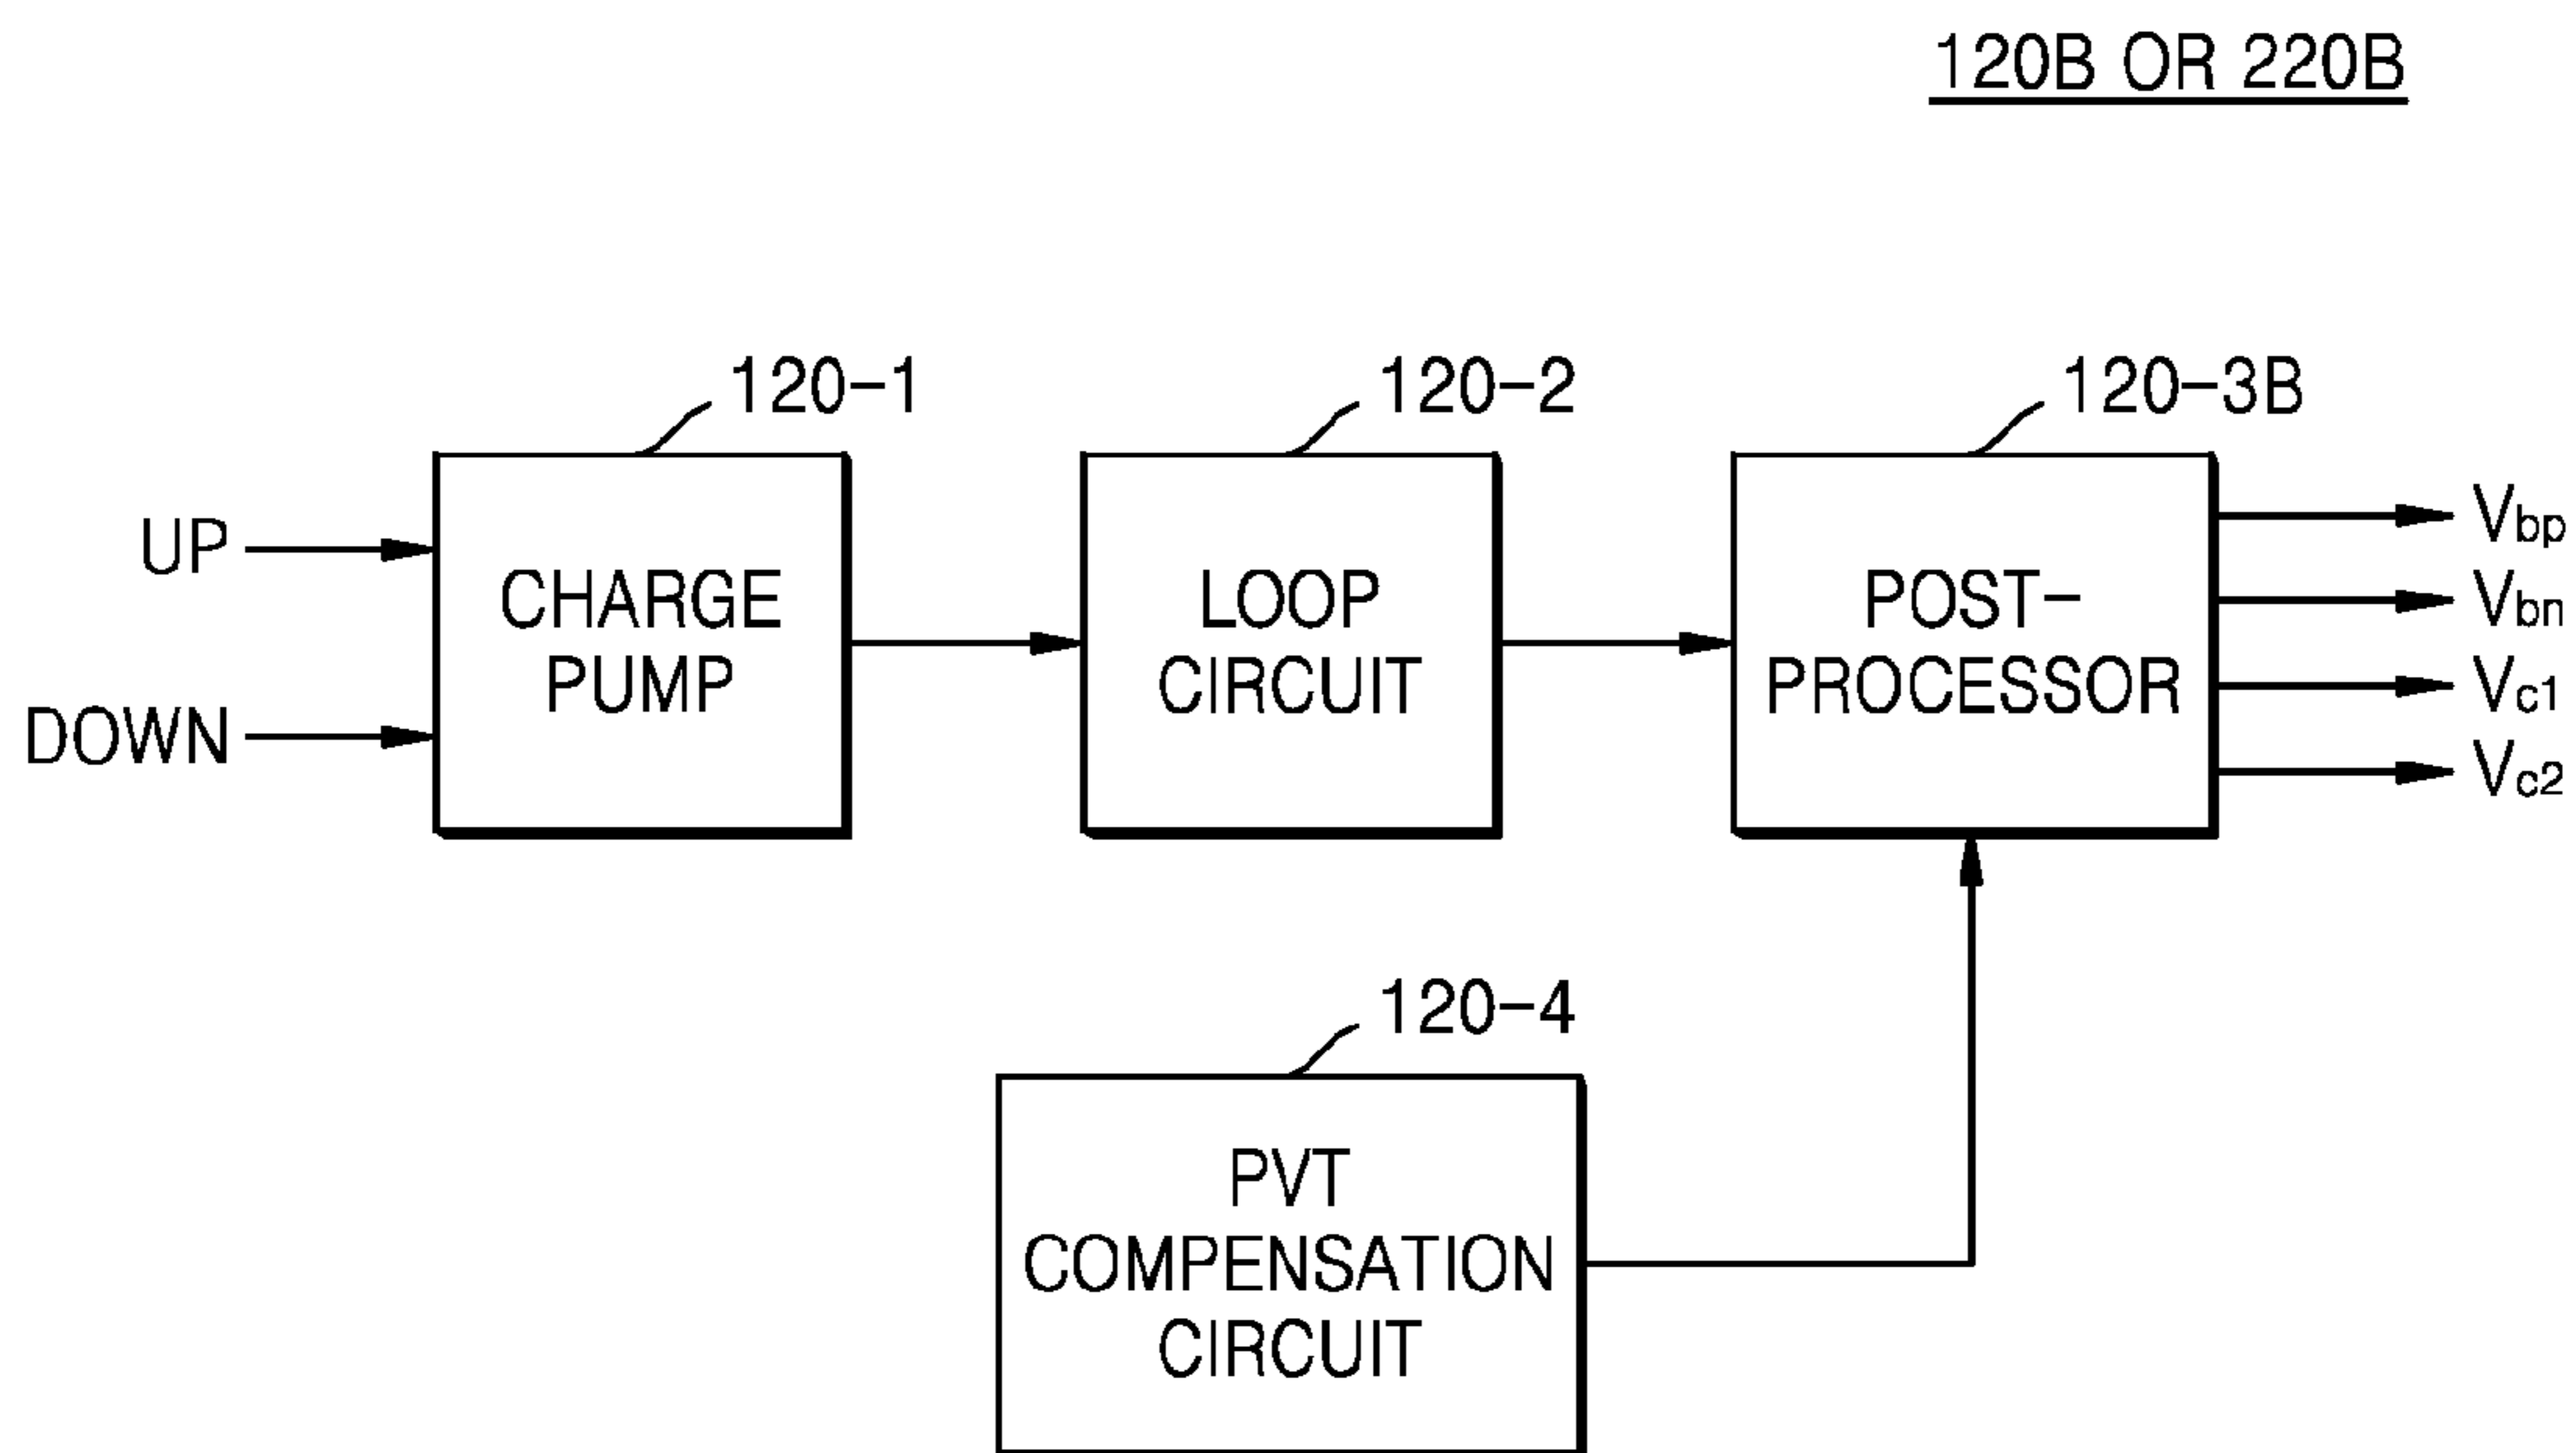 120B OR 220B
120-1
120-2
120-3B
UP
DOWN
CHARGE
PUMP
LOOP
CIRCUIT
POST-
PROCESSOR
Vbp
Vbn
Vc1
Vc2
120-4
PVT
COMPENSATION
CIRCUIT